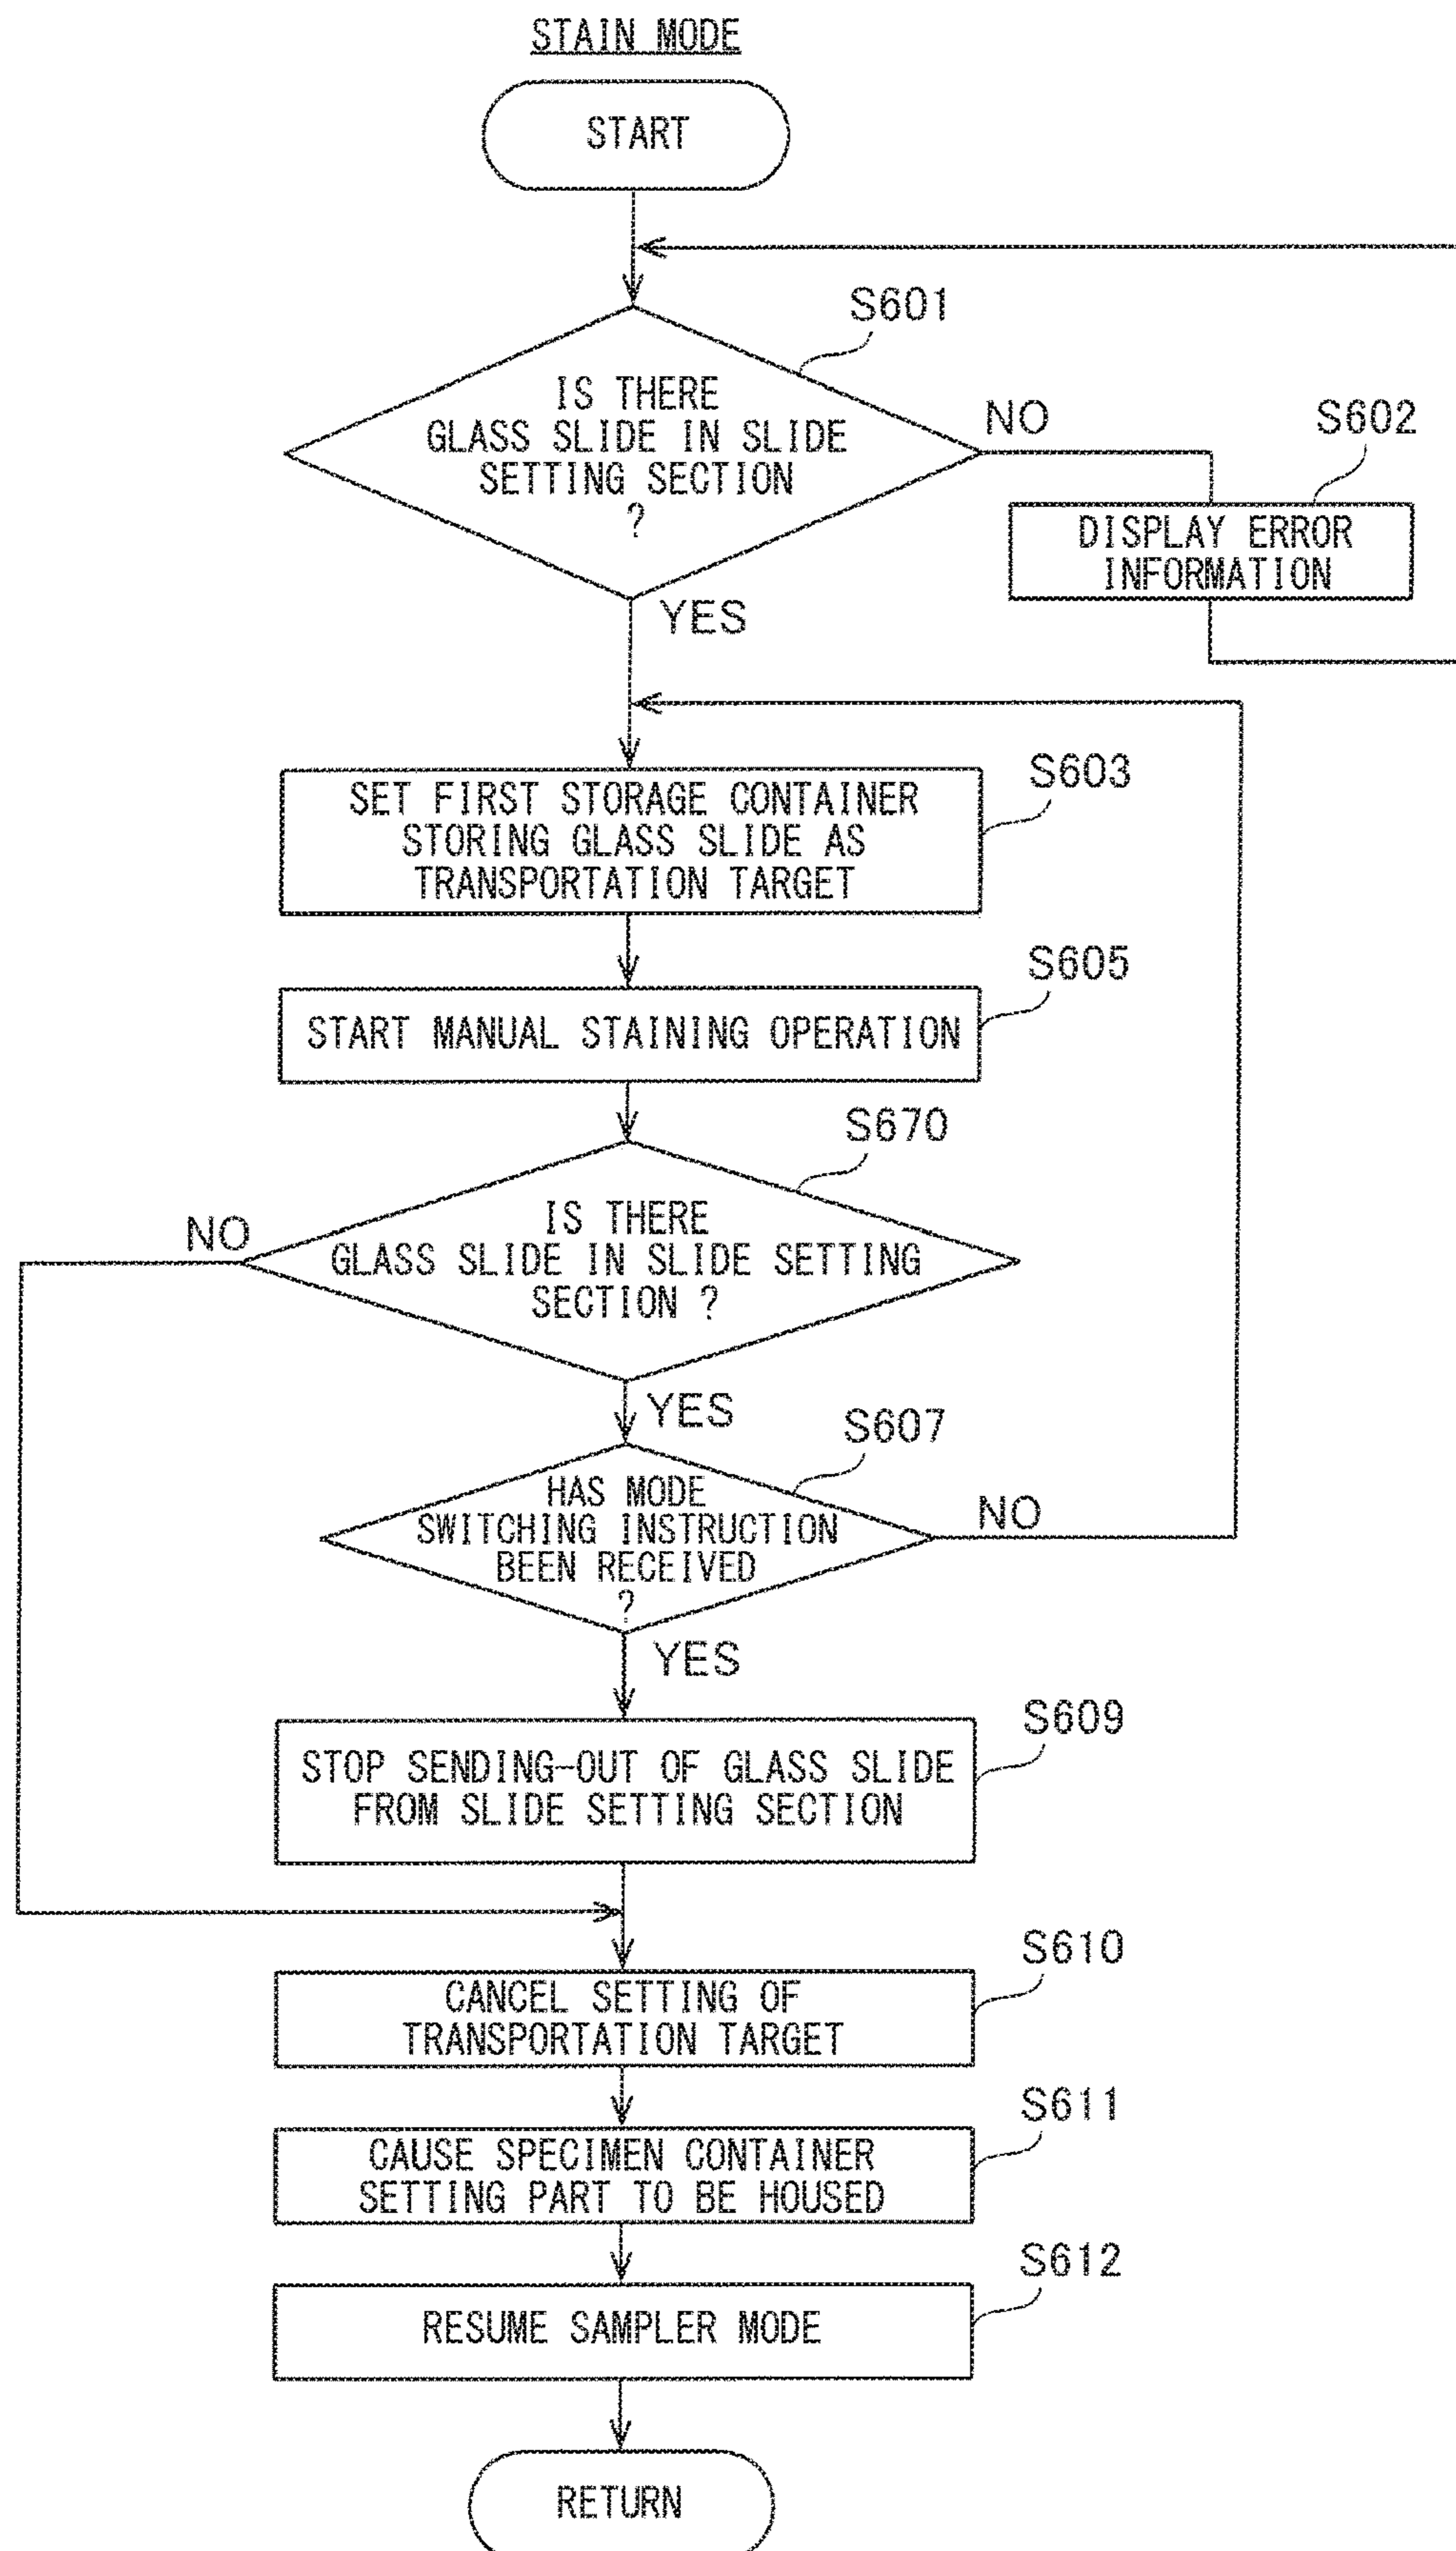 STAIN MODE
START
S601
IS THERE
GLASS SLIDE IN SLIDE
SETTING SECTION
?
NO
S602
DISPLAY ERROR
INFORMATION
YES
S603
SET FIRST STORAGE CONTAINER
STORING GLASS SLIDE AS
TRANSPORTATION TARGET
S605
START MANUAL STAINING OPERATION
S670
IS THERE
GLASS SLIDE IN SLIDE SETTING
SECTION ?
NO
YES
S607
HAS MODE
SWITCHING INSTRUCTION
BEEN RECEIVED
?
NO
YES
S609
STOP SENDING-OUT OF GLASS SLIDE
FROM SLIDE SETTING SECTION
S610
CANCEL SETTING OF
TRANSPORTATION TARGET
S611
CAUSE SPECIMEN CONTAINER
SETTING PART TO BE HOUSED
S612
RESUME SAMPLER MODE
RETURN